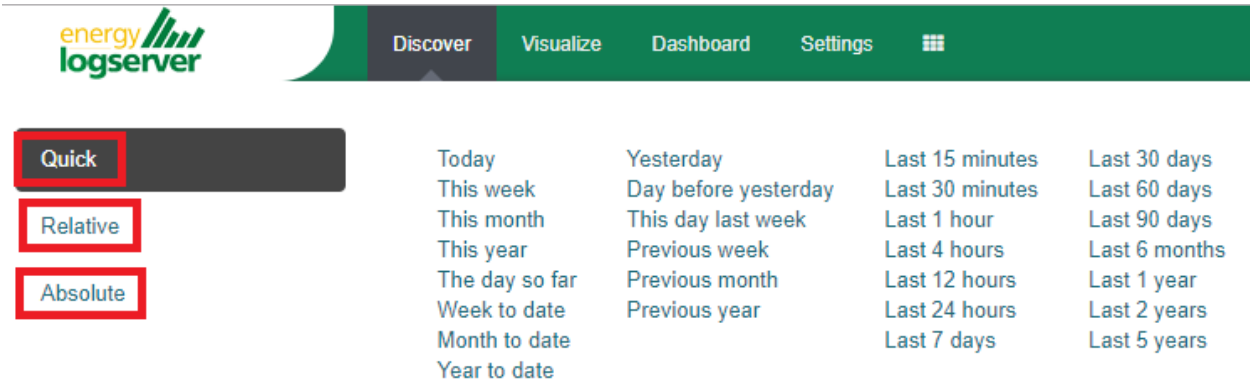 energy
logserver
Discover Visualize Dashboard Settings
Quick
Relative
Absolute
Today
This week
This month
This year
The day so far
Week to date
Month to date
Year to date
Yesterday
Day before yesterday
This day last week
Previous week
Previous month
Previous year
Last 15 minutes
Last 30 minutes
Last 1 hour
Last 4 hours
Last 12 hours
Last 24 hours
Last 7 days
Last 30 days
Last 60 days
Last 90 days
Last 6 months
Last 1 year
Last 2 years
Last 5 years